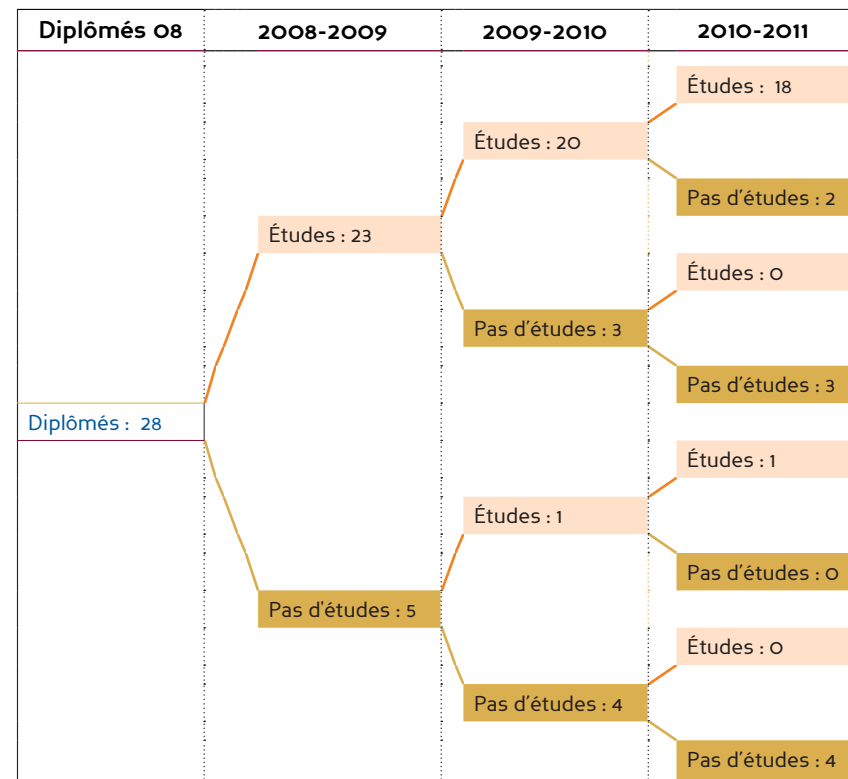 Diplômés 08 2008-2009 2009-2010 2010-2011
Études : 18
Études : 20
Pas d'études : 2
Études : 23
Études : 0
Pas d'études : 3
Pas d'études : 3
Diplômés : 28
Études : 1
Études : 1
Pas d'études : 0
Pas d'études : 5
Études : 0
Pas d'études : 4
Pas d'études : 4